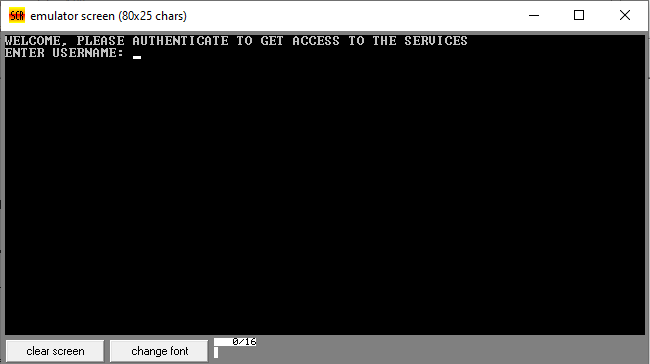 SCR emulator screen (80x25 chars)
WELCOME, PLEASE AUTHENTICATE TO GET ACCESS TO THE SERVICES
ENTER USERNAME:
clear screen change font 0/16